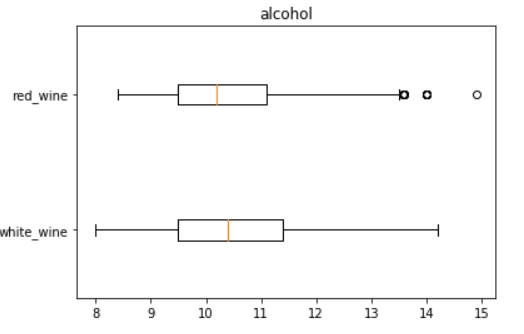 alcohol
red_wine
white_wine
8 9 10 11 12 13 14 15